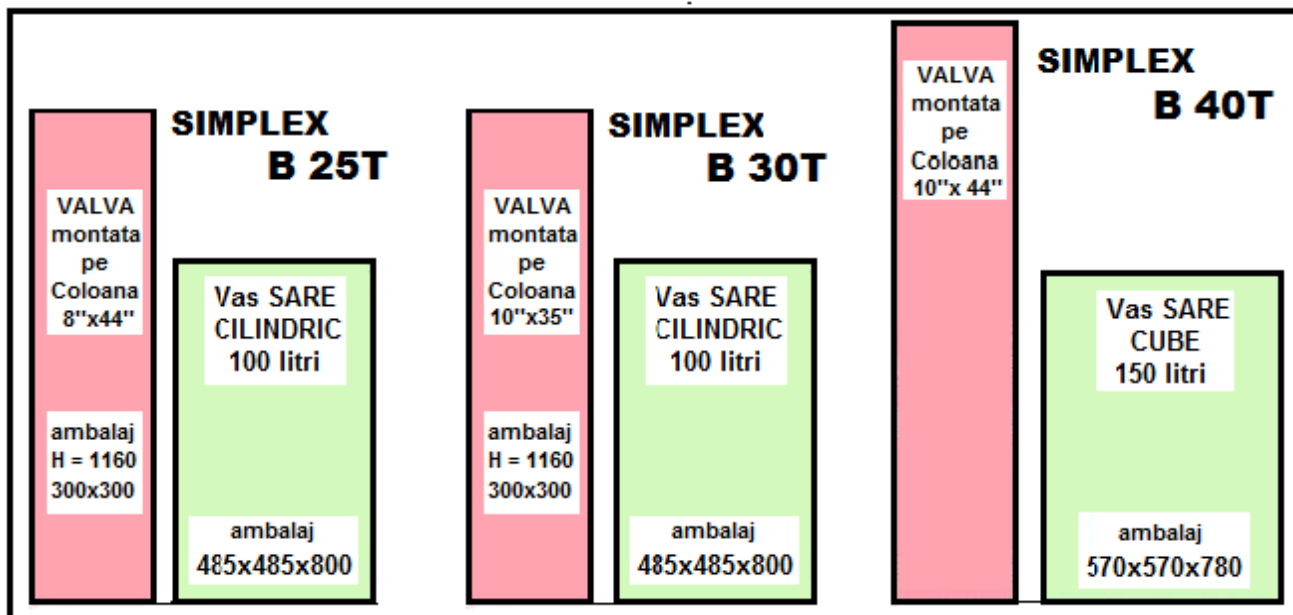 SIMPLEX
B 25T
VALVA
montata
pe
Coloana
8"x44"
ambalaj
H = 1160
300x300
Vas SARE
CILINDRIC
100 litri
ambalaj
485x485x800
SIMPLEX
B 30T
VALVA
montata
pe
Coloana
10"x35"
ambalaj
H = 1160
300x300
Vas SARE
CILINDRIC
100 litri
ambalaj
485x485x800
SIMPLEX
B 40T
VALVA
montata
pe
Coloana
10"x 44"
Vas SARE
CUBE
150 litri
ambalaj
570x570x780